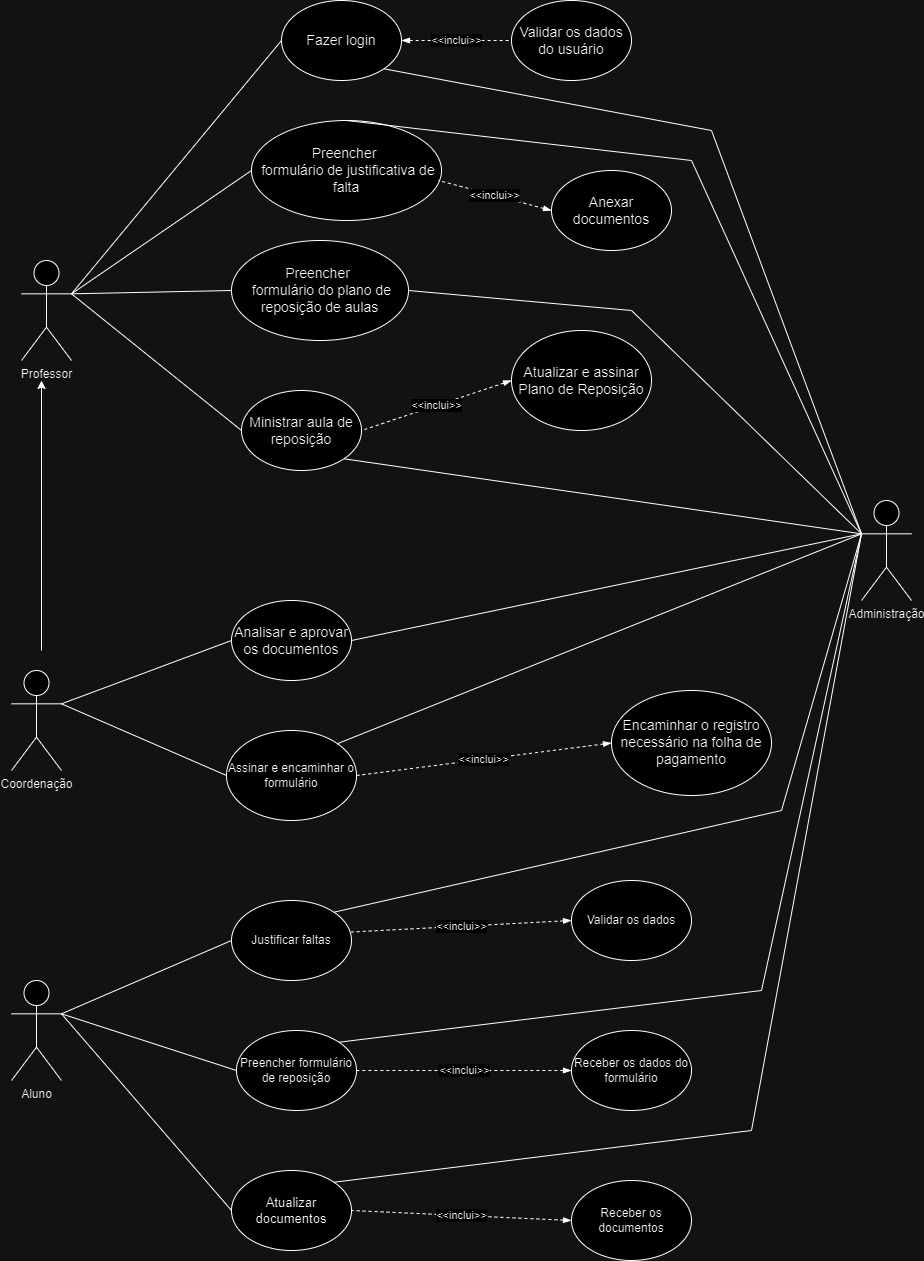 Fazer login
<<inclui>>
Validar os dados
do usuário
Preencher
formulário de justificativa de
falta
<<inclui>>
Anexar
documentos
Preencher
formulário do plano de
reposição de aulas
Professor
Atualizar e assinar
Plano de Reposição
<<inclui>>
Ministrar aula de
reposição
Administração
Analisar e aprovar
os documentos
Coordenação
Assinar e encaminhar o
formulário
<<inclui>>
Encaminhar o registro
necessário na folha de
pagamento
Justificar faltas
<<inclui>>
Validar os dados
Aluno
Preencher formulário
de reposição
<<inclui>>
Receber os dados do
formulário
Atualizar
documentos
<<inclui>>
Receber os
documentos